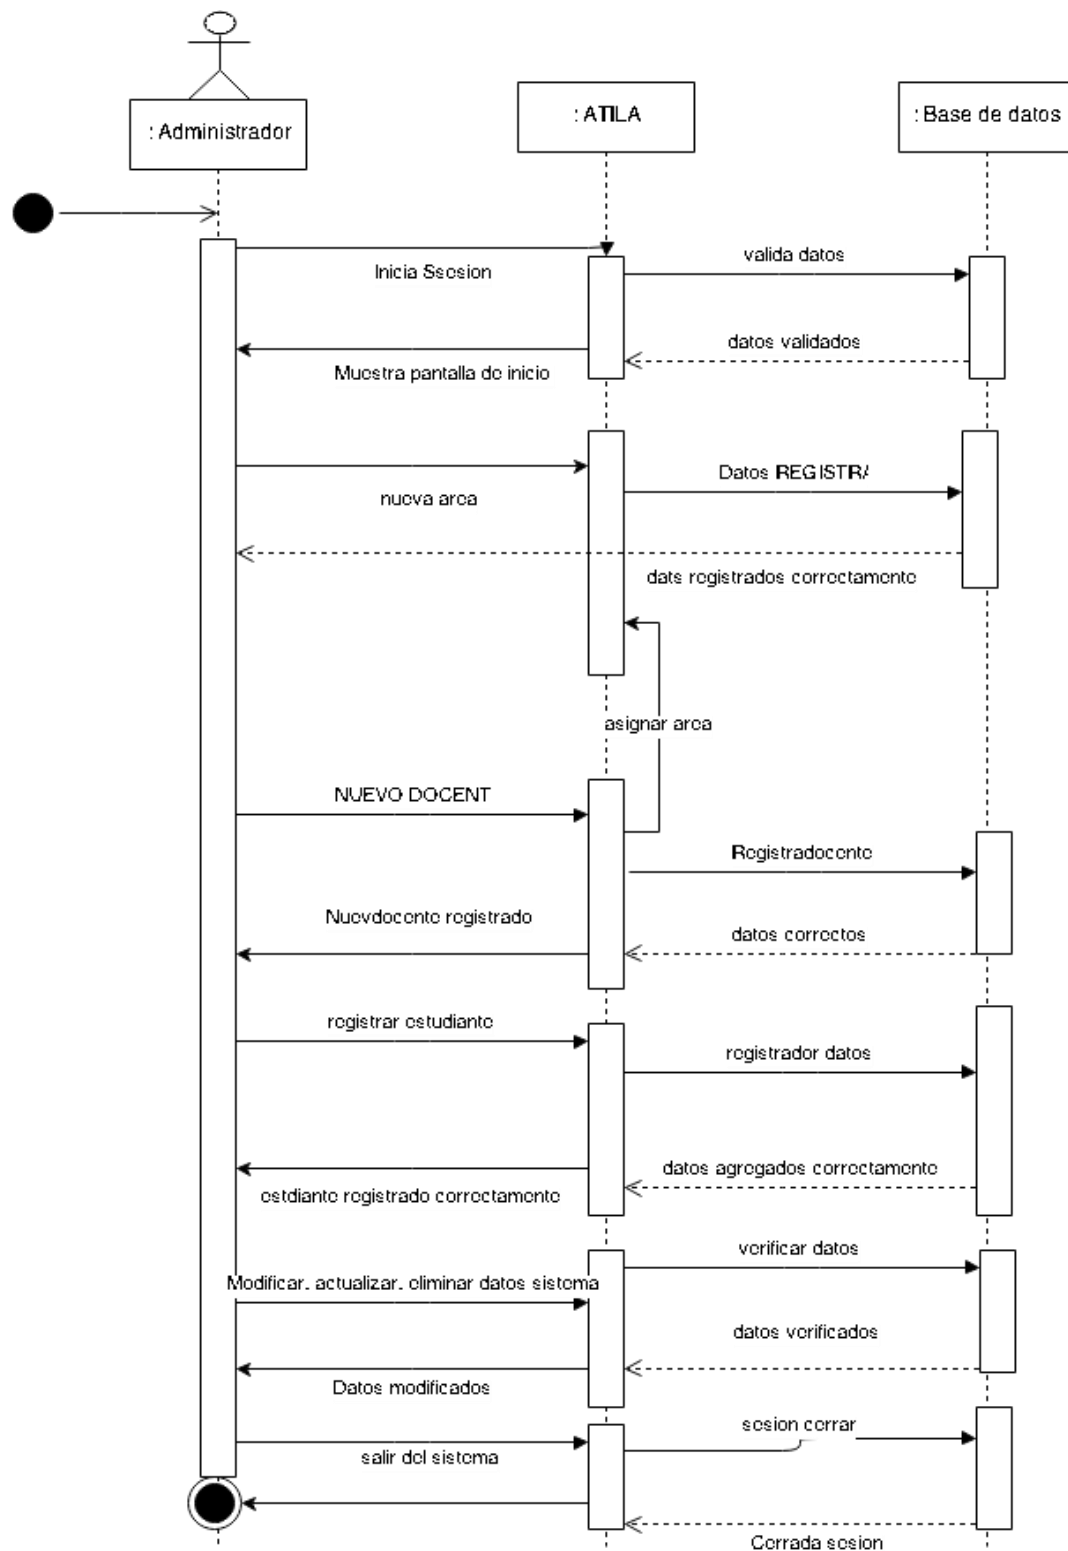 : Administrador
: ATILA
: Base de datos
Inicia Ssesion
valida datos
datos validados
Muestra pantalla de inicio
Datos REGISTRA
nueva area
dats registrados correctamente
asignar area
NUEVO DOCENT
Registradocente
Nuevdocente registrado
datos correctos
registrar estudiante
registrador datos
datos agregados correctamente
estdiante registrado correctamente
verificar datos
Modificar, actualizar, eliminar datos sistema
datos verificados
Datos modificados
sesion cerrar
salir del sistema
Cerrada sesion